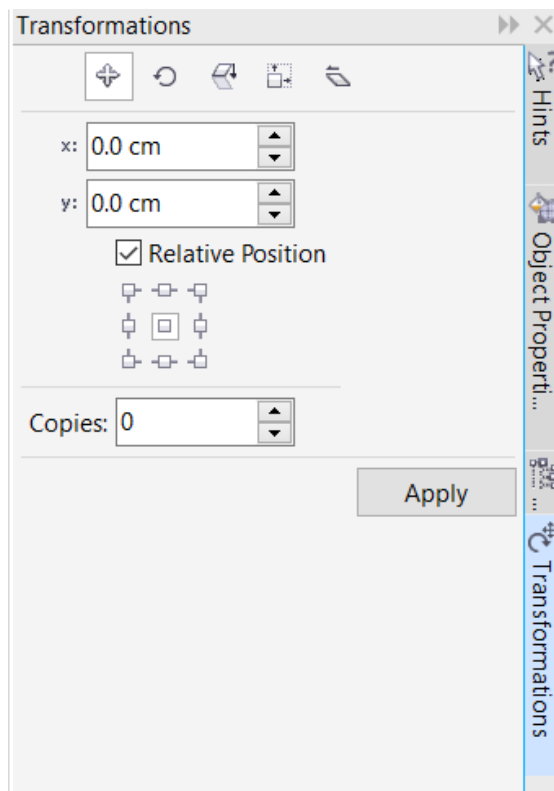 Transformations
x: 0.0 cm
y: 0.0 cm
Relative Position
Copies: 0
Apply
Hints
Object Properti...
...
Transformations